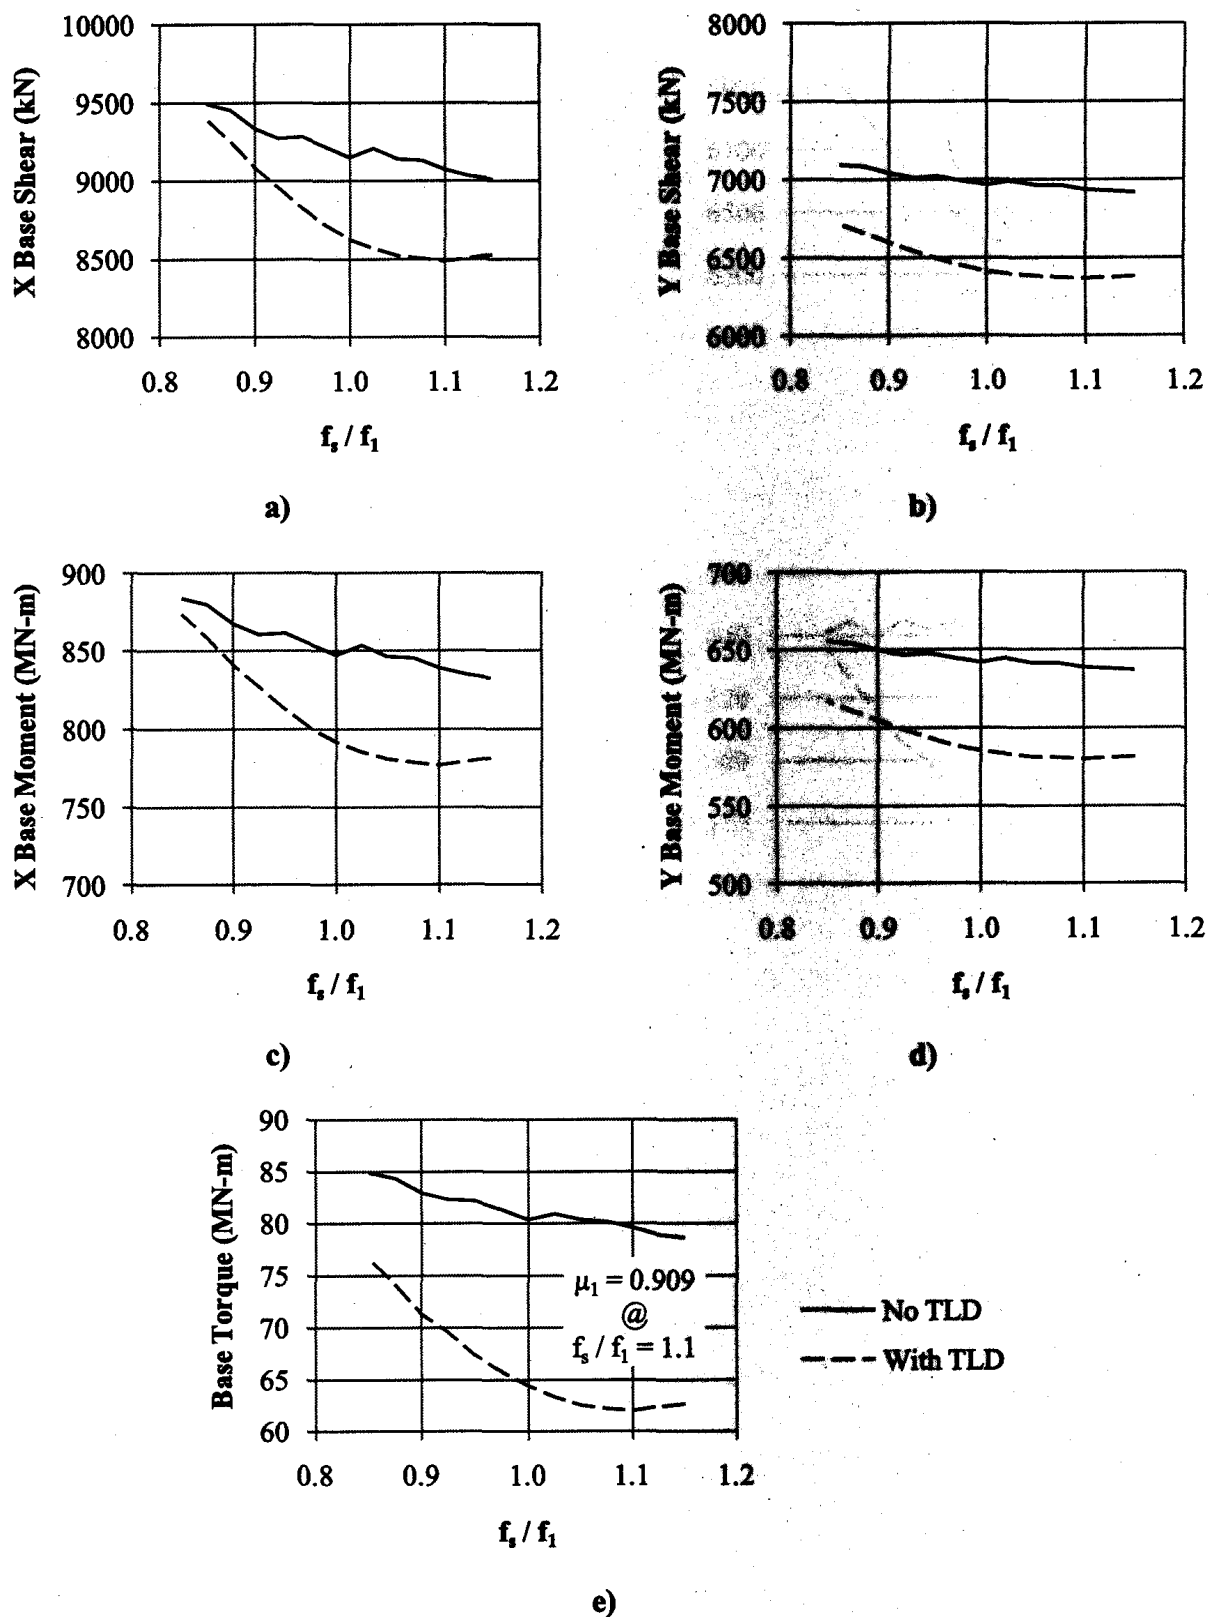 X Base Shear (kN)
10000
9500
9000
8500
8000
0.8 0.9 1.0 1.1 1.2
fₛ / f₁
a)
Y Base Shear (kN)
8000
7500
7000
6500
6000
0.8 0.9 1.0 1.1 1.2
fₛ / f₁
b)
X Base Moment (MN-m)
900
850
800
750
700
0.8 0.9 1.0 1.1 1.2
fₛ / f₁
c)
Y Base Moment (MN-m)
700
650
600
550
500
0.8 0.9 1.0 1.1 1.2
fₛ / f₁
d)
Base Torque (MN-m)
90
85
80
75
70
65
60
μ₁ = 0.909
@
fₛ / f₁ = 1.1
0.8 0.9 1.0 1.1 1.2
fₛ / f₁
No TLD
With TLD
e)